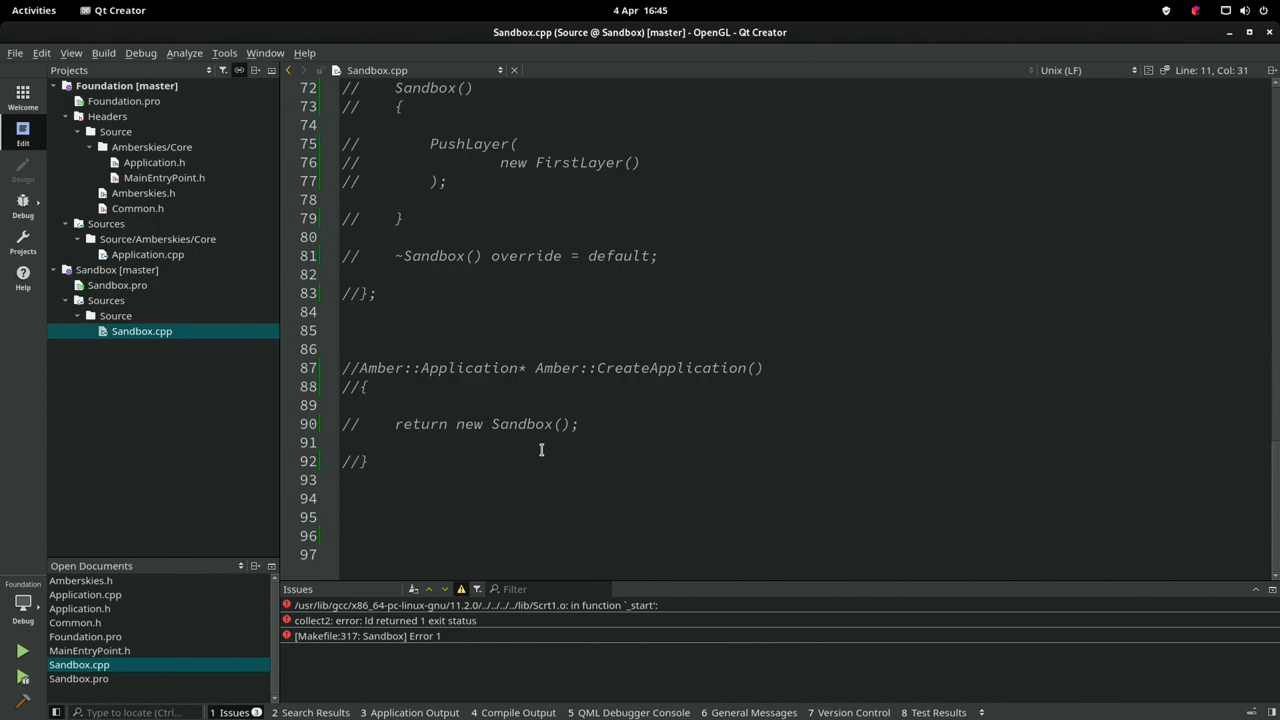 Activities
Qt Creator
4 Apr 16:45
Sandbox.cpp (Source @ Sandbox) [master] - OpenGL - Qt Creator
File Edit View Build Debug Analyze Tools Window Help
Projects
Sandbox.cpp
Unix (LF)
Line: 11, Col: 31
Welcome
Edit
Design
Debug
Projects
Help
Foundation [master]
Foundation.pro
Headers
Source
Amberskies/Core
Application.h
MainEntryPoint.h
Amberskies.h
Common.h
Sources
Source/Amberskies/Core
Application.cpp
Sandbox [master]
Sandbox.pro
Sources
Source
Sandbox.cpp
72 // Sandbox()
73 // {
74
75 // PushLayer(
76 // new FirstLayer()
77 // );
78
79 // }
80
81 // ~Sandbox() override = default;
82
83 //};
84
85
86
87 //Amber::Application* Amber::CreateApplication()
88 //{
89
90 // return new Sandbox();
91
92 //}
93
94
95
96
97
Open Documents
Amberskies.h
Application.cpp
Application.h
Common.h
Foundation.pro
MainEntryPoint.h
Sandbox.cpp
Sandbox.pro
Foundation
Debug
Issues
Filter
/usr/lib/gcc/x86_64-pc-linux-gnu/11.2.0/../../../../lib/Scrt1.o: in function `_start':
collect2: error: ld returned 1 exit status
[Makefile:317: Sandbox] Error 1
Type to locate (Ctrl...
1 Issues 3
2 Search Results
3 Application Output
4 Compile Output
5 QML Debugger Console
6 General Messages
7 Version Control
8 Test Results